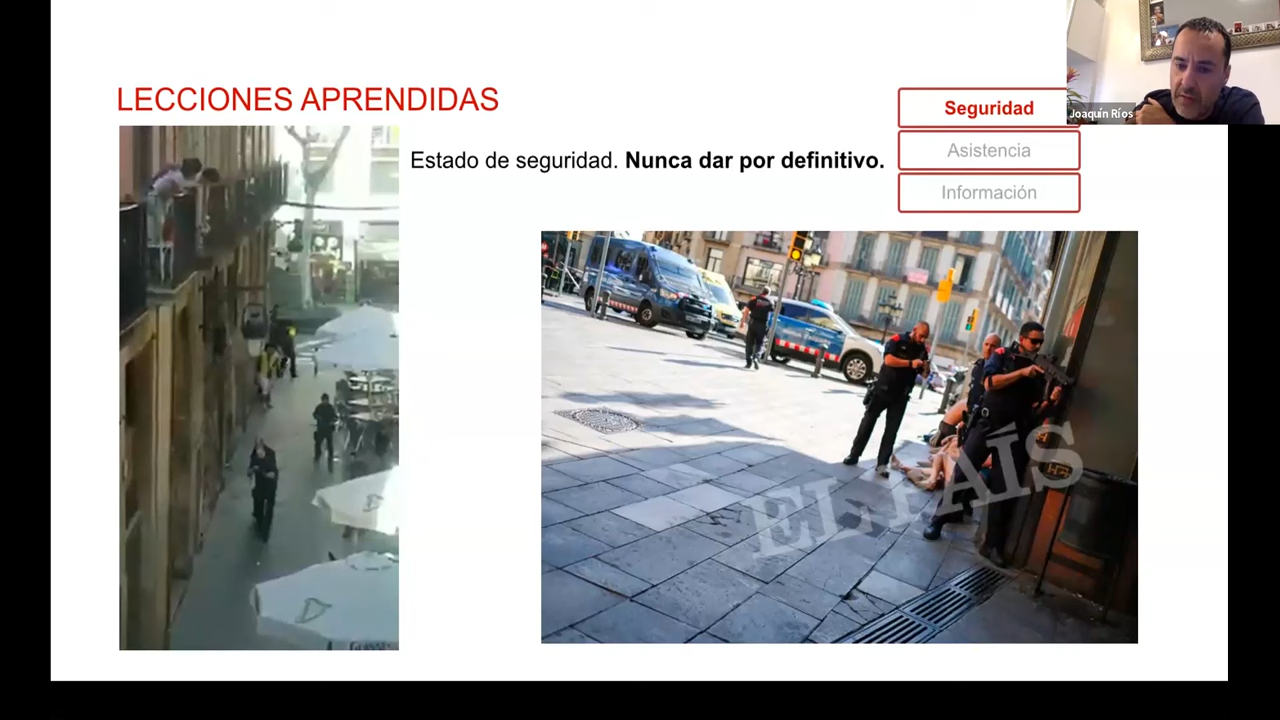 LECCIONES APRENDIDAS
Estado de seguridad. Nunca dar por definitivo.
Seguridad
Asistencia
Información
Joaquín Ríos
EL PAÍS